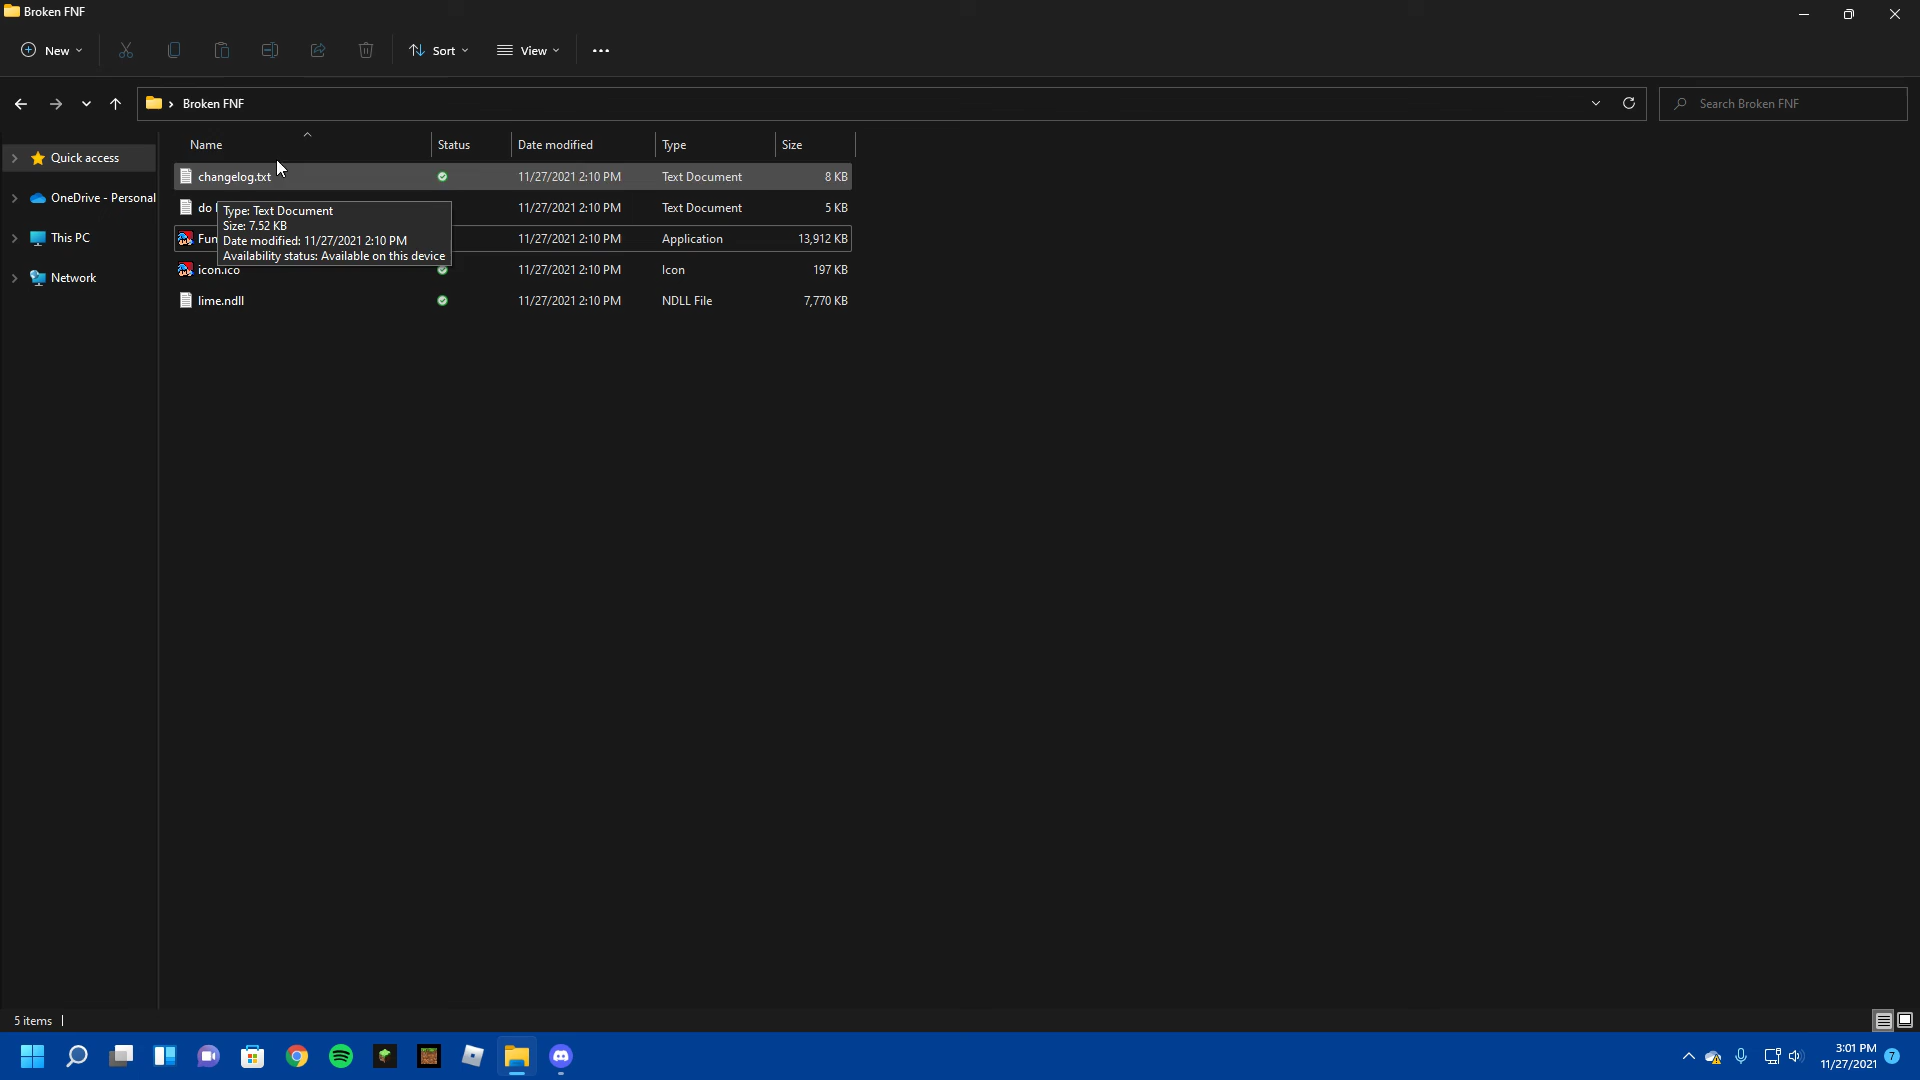 Broken FNF
New
Sort
View
Broken FNF
Search Broken FNF
Name Status Date modified Type Size
Quick access
OneDrive - Personal
This PC
Network
changelog.txt 11/27/2021 2:10 PM Text Document 8 KB
do 11/27/2021 2:10 PM Text Document 5 KB
Fun 11/27/2021 2:10 PM Application 13,912 KB
icon.ico 11/27/2021 2:10 PM Icon 197 KB
lime.ndll 11/27/2021 2:10 PM NDLL File 7,770 KB
Type: Text Document
Size: 7.52 KB
Date modified: 11/27/2021 2:10 PM
Availability status: Available on this device
5 items
3:01 PM
11/27/2021
7